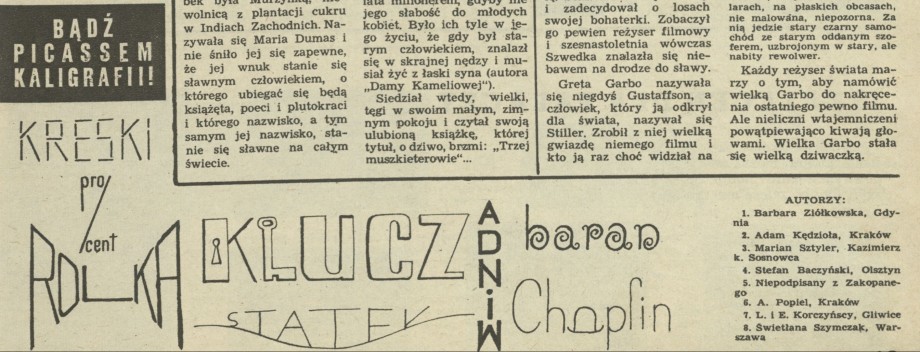 BĄDŹ
PICASSEM
KALIGRAFII!
wolnicą z plantacji cukru
w Indiach Zachodnich. Na-
zywała się Maria Dumas i
nie śniło jej się zapewne,
że jej wnuk stanie się
sławnym człowiekiem, o
którego ubiegać się będą
książęta, poeci i plutokraci
i którego nazwisko, a tym
samym jej nazwisko, sta-
nie się sławne na całym
świecie.
jego słabość do młodych
kobiet. Było ich tyle w je-
go życiu, że gdy był sta-
rym człowiekiem, znalazł
się w skrajnej nędzy i mu-
siał żyć z łaski syna (autora
„Damy Kameliowej").
Siedział wtedy, wielki,
tęgi w swoim małym, zim-
nym pokoju i czytał swoją
ulubioną książkę, której
tytuł, o dziwo, brzmi: „Trzej
muszkieterowie"...
i zadecydował o losach
swojej bohaterki. Zobaczył
go pewien reżyser filmowy
i szesnastoletnia wówczas
Szwedka znalazła się nie-
bawem na drodze do sławy.
Greta Garbo nazywała
się niegdyś Gustaffson, a
człowiek, który ją odkrył
dla świata, nazywał się
Stiller. Zrobił z niej wielką
gwiazdę niemego filmu i
kto ją raz choć widział na
larach, na płaskich obcasach,
nie malowána, niepozorna. Za
nią jedzie stary czarny samo-
chód ze starym oddanym szo-
ferem, uzbrojonym w stary, ale
nabity rewolwer.
Każdy reżyser świata ma-
rzy o tym, aby namówić
wielką Garbo do nakręce-
nia ostatniego pewno filmu.
Ale nieliczni wtajemniczeni
powątpiewająco kiwają gło-
wami. Wielka Garbo stała
się wielką dziwaczką.
KRESKI
pro
/
cent
ROLKA
KLUCZ
STATEK
ADNiW
baran
Chaplin
AUTORZY:
1. Barbara Ziółkowska, Gdy-
nia
2. Adam Kędzioła, Kraków
3. Marian Sztyler, Kazimierz
k. Sosnowca
4. Stefan Baczyński, Olsztyn
5. Niepodpisany z Zakopane-
go
6. A. Popiel, Kraków
7. L. i E. Korczyńscy, Gliwice
8. Świetlana Szymczak, War-
szawa